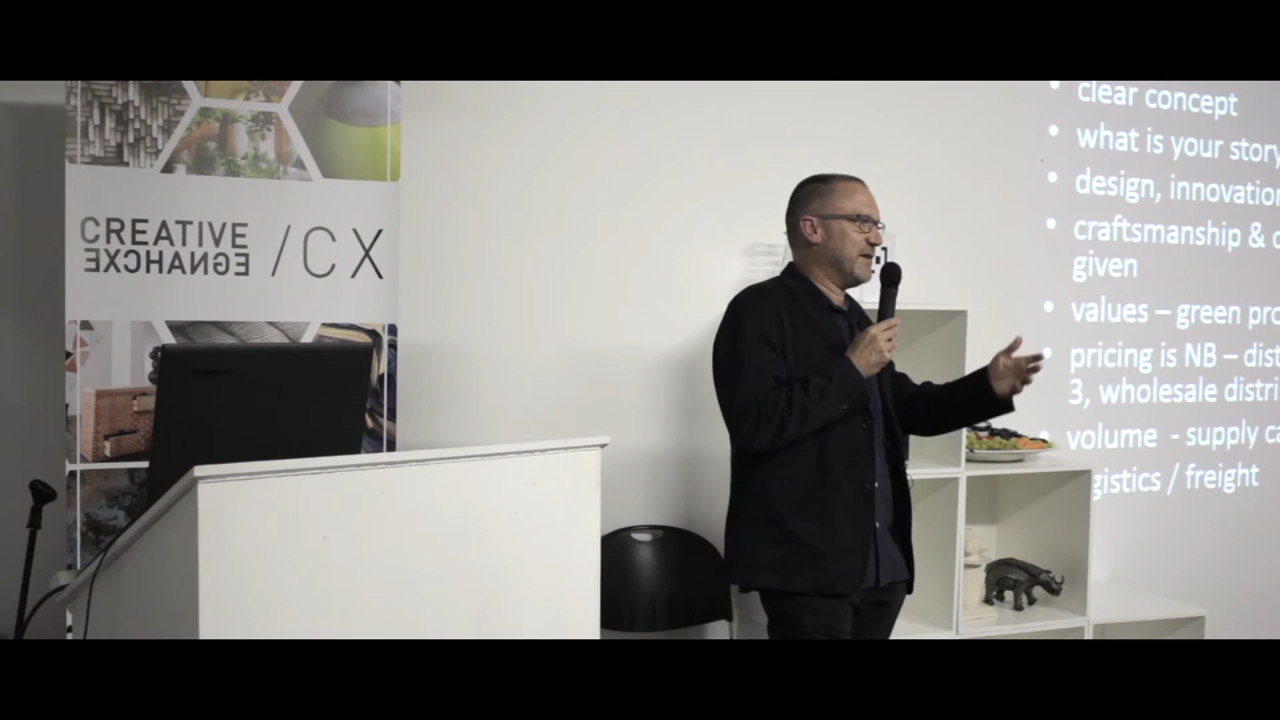 CREATIVE
EXCHANGE
/CX
clear concept
what is your story
design, innovation
craftsmanship &
given
values – green pro
pricing is NB – dist
3, wholesale distri
volume - supply ca
gistics / freight